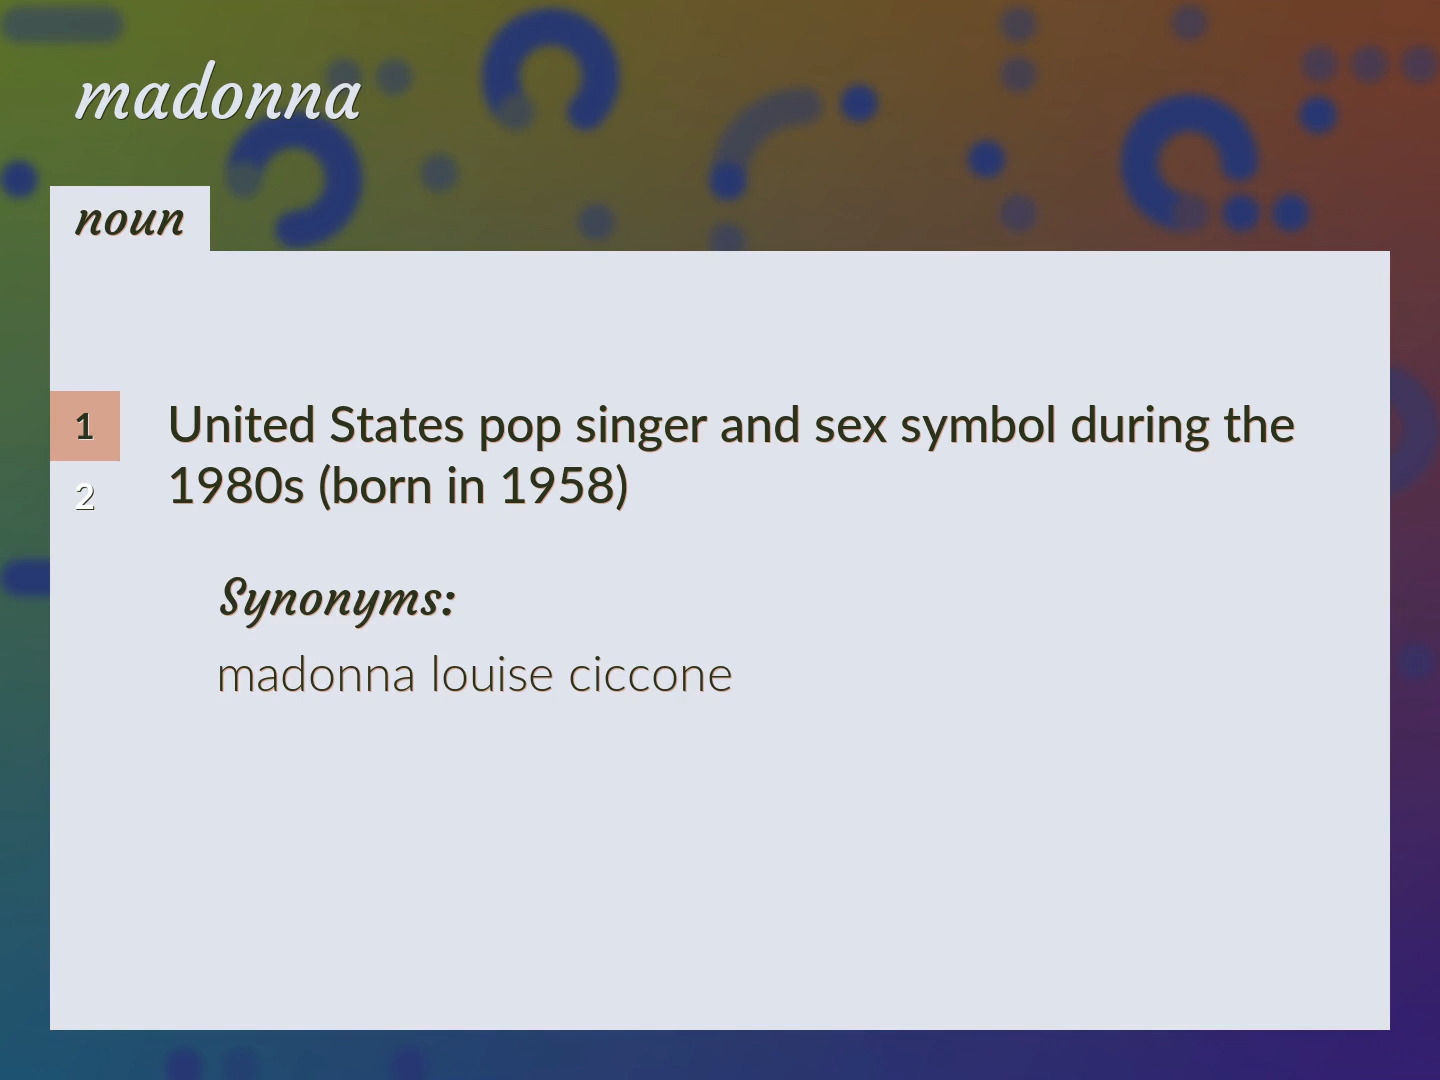 madonna
noun
1
United States pop singer and sex symbol during the
1980s (born in 1958)
2
Synonyms:
madonna louise ciccone